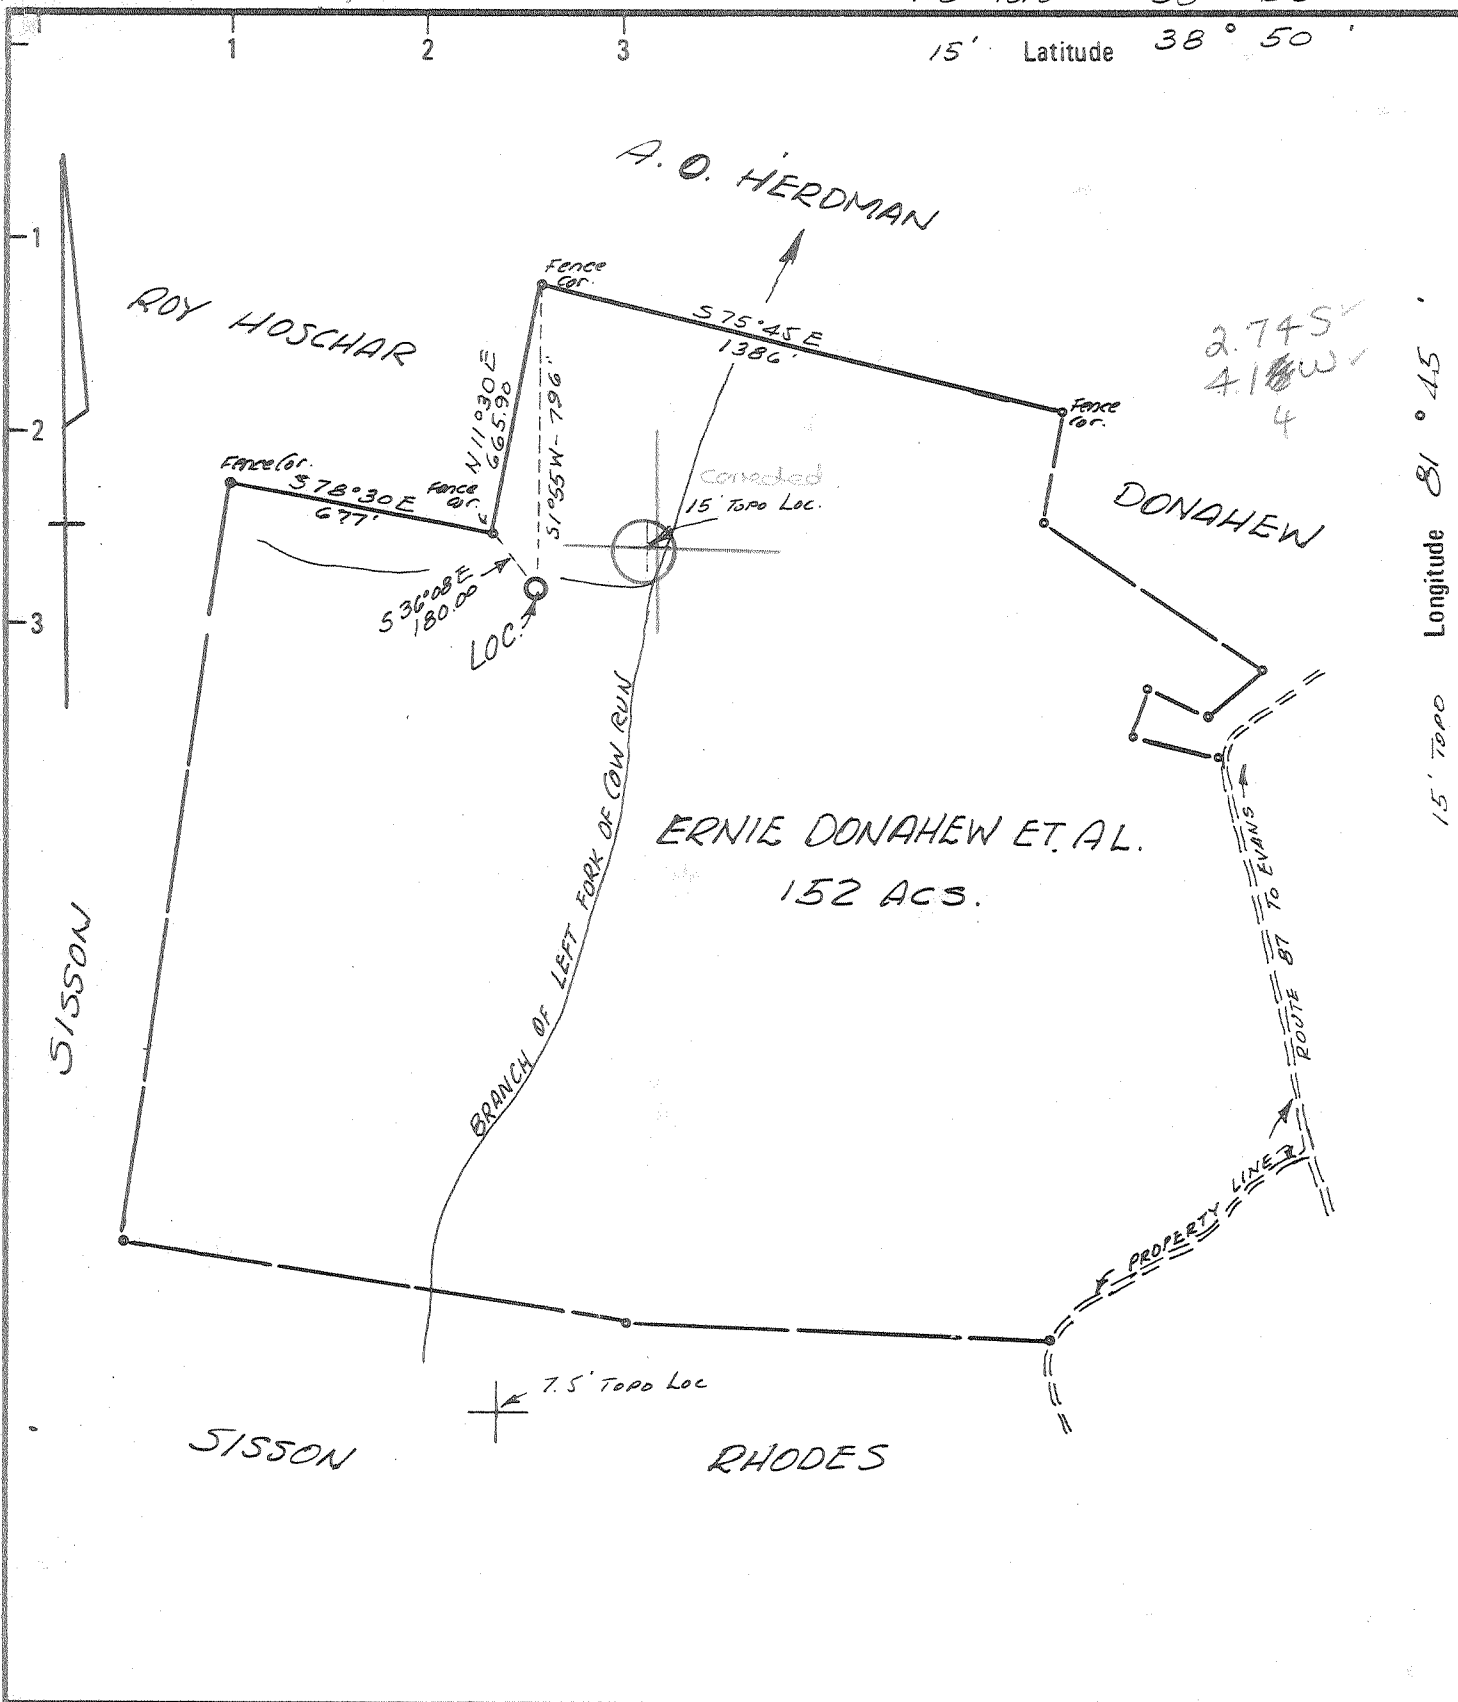 15' Latitude 38° 50'
1 2 3
1
2
3
A. O. HERDMAN
ROY HOSCHAR
Fence Cor.
S 75° 45 E
1386'
2.74 S ✓
4.1 W ✓
4
15' TOPO Longitude 81° 45'
N 11° 30 E
665.90
S 1° 55 W - 796'
Fence Cor.
Fence Cor.
S 78° 30 E
677'
Fence Cor.
corrected
15' TOPO LOC.
DONAHEW
S 36° 08 E
180.00
LOC.
BRANCH OF LEFT FORK OF COW RUN
ERNIE DONAHEW ET. AL.
152 ACS.
ROUTE 87 TO EVANS
SISSON
PROPERTY LINE
7.5' TOPO LOC
SISSON
RHODES